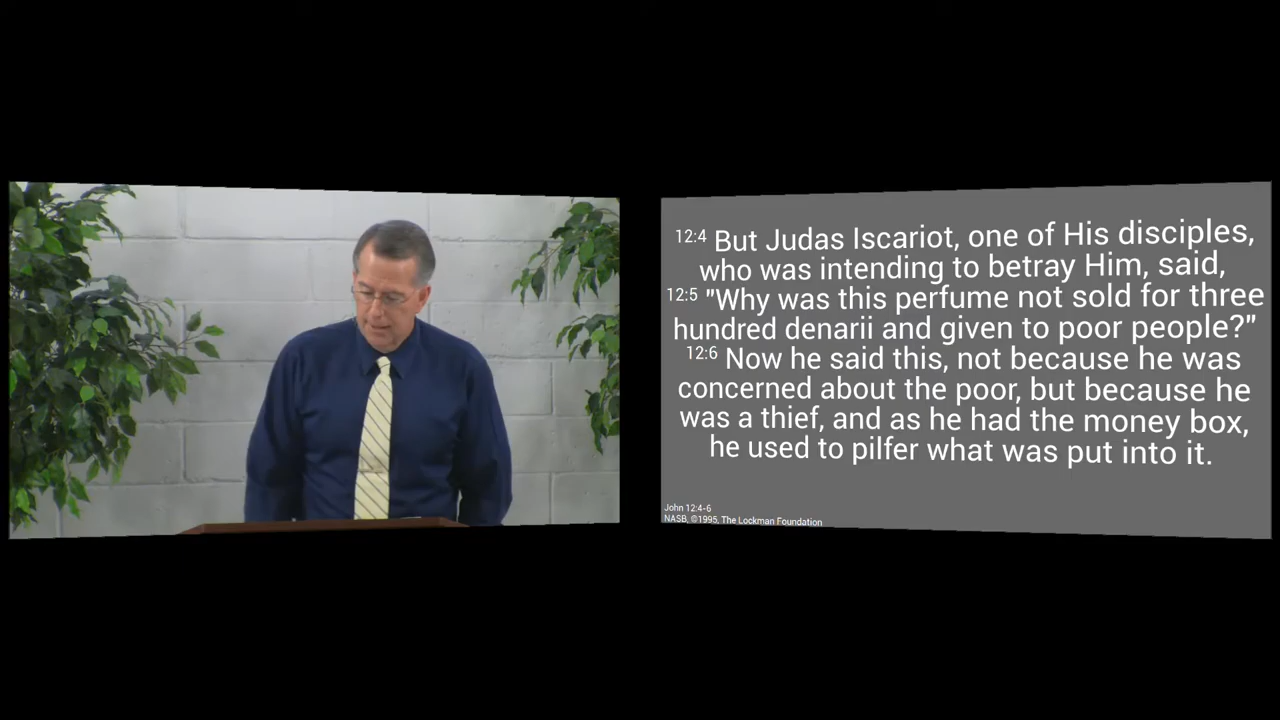 12:4 But Judas Iscariot, one of His disciples,
who was intending to betray Him, said,
12:5 "Why was this perfume not sold for three
hundred denarii and given to poor people?"
12:6 Now he said this, not because he was
concerned about the poor, but because he
was a thief, and as he had the money box,
he used to pilfer what was put into it.
John 12:4-6
NASB, ©1995, The Lockman Foundation